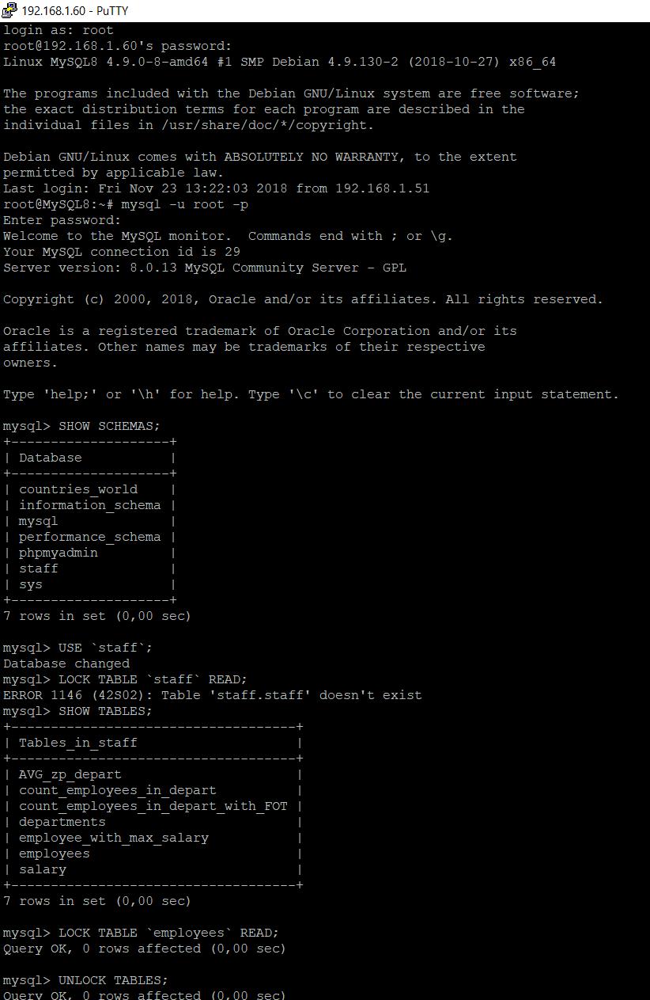 192.168.1.60 - PuTTY
login as: root
root@192.168.1.60's password:
Linux MySQL8 4.9.0-8-amd64 #1 SMP Debian 4.9.130-2 (2018-10-27) x86_64
The programs included with the Debian GNU/Linux system are free software;
the exact distribution terms for each program are described in the
individual files in /usr/share/doc/*/copyright.
Debian GNU/Linux comes with ABSOLUTELY NO WARRANTY, to the extent
permitted by applicable law.
Last login: Fri Nov 23 13:22:03 2018 from 192.168.1.51
root@MySQL8:~# mysql -u root -p
Enter password:
Welcome to the MySQL monitor.  Commands end with ; or \g.
Your MySQL connection id is 29
Server version: 8.0.13 MySQL Community Server - GPL
Copyright (c) 2000, 2018, Oracle and/or its affiliates. All rights reserved.
Oracle is a registered trademark of Oracle Corporation and/or its
affiliates. Other names may be trademarks of their respective
owners.
Type 'help;' or '\h' for help. Type '\c' to clear the current input statement.
mysql> SHOW SCHEMAS;
+--------------------+
| Database           |
+--------------------+
| countries_world    |
| information_schema |
| mysql              |
| performance_schema |
| phpmyadmin         |
| staff              |
| sys                |
+--------------------+
7 rows in set (0,00 sec)
mysql> USE `staff`;
Database changed
mysql> LOCK TABLE `staff` READ;
ERROR 1146 (42S02): Table 'staff.staff' doesn't exist
mysql> SHOW TABLES;
+------------------------------------+
| Tables_in_staff                    |
+------------------------------------+
| AVG_zp_depart                      |
| count_employees_in_depart          |
| count_employees_in_depart_with_FOT |
| departments                        |
| employee_with_max_salary           |
| employees                          |
| salary                             |
+------------------------------------+
7 rows in set (0,00 sec)
mysql> LOCK TABLE `employees` READ;
Query OK, 0 rows affected (0,00 sec)
mysql> UNLOCK TABLES;
Query OK, 0 rows affected (0,00 sec)